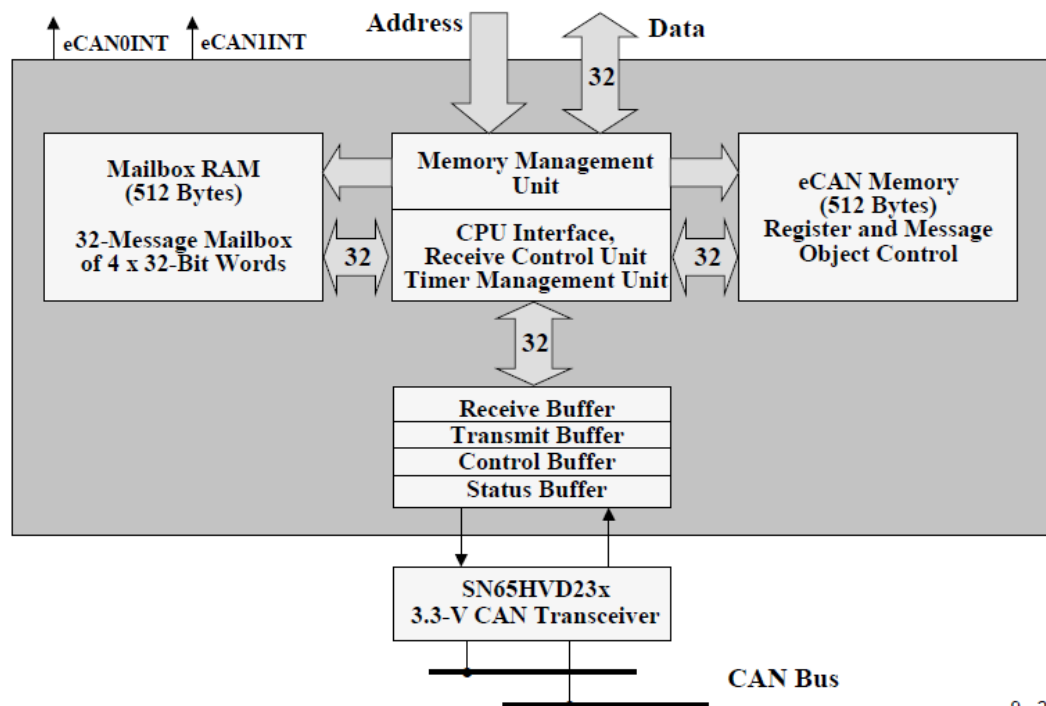 eCAN0INT
eCAN1INT
Address
Data
32
Mailbox RAM
(512 Bytes)
32-Message Mailbox
of 4 x 32-Bit Words
32
Memory Management
Unit
CPU Interface,
Receive Control Unit
Timer Management Unit
32
eCAN Memory
(512 Bytes)
Register and Message
Object Control
32
Receive Buffer
Transmit Buffer
Control Buffer
Status Buffer
SN65HVD23x
3.3-V CAN Transceiver
CAN Bus